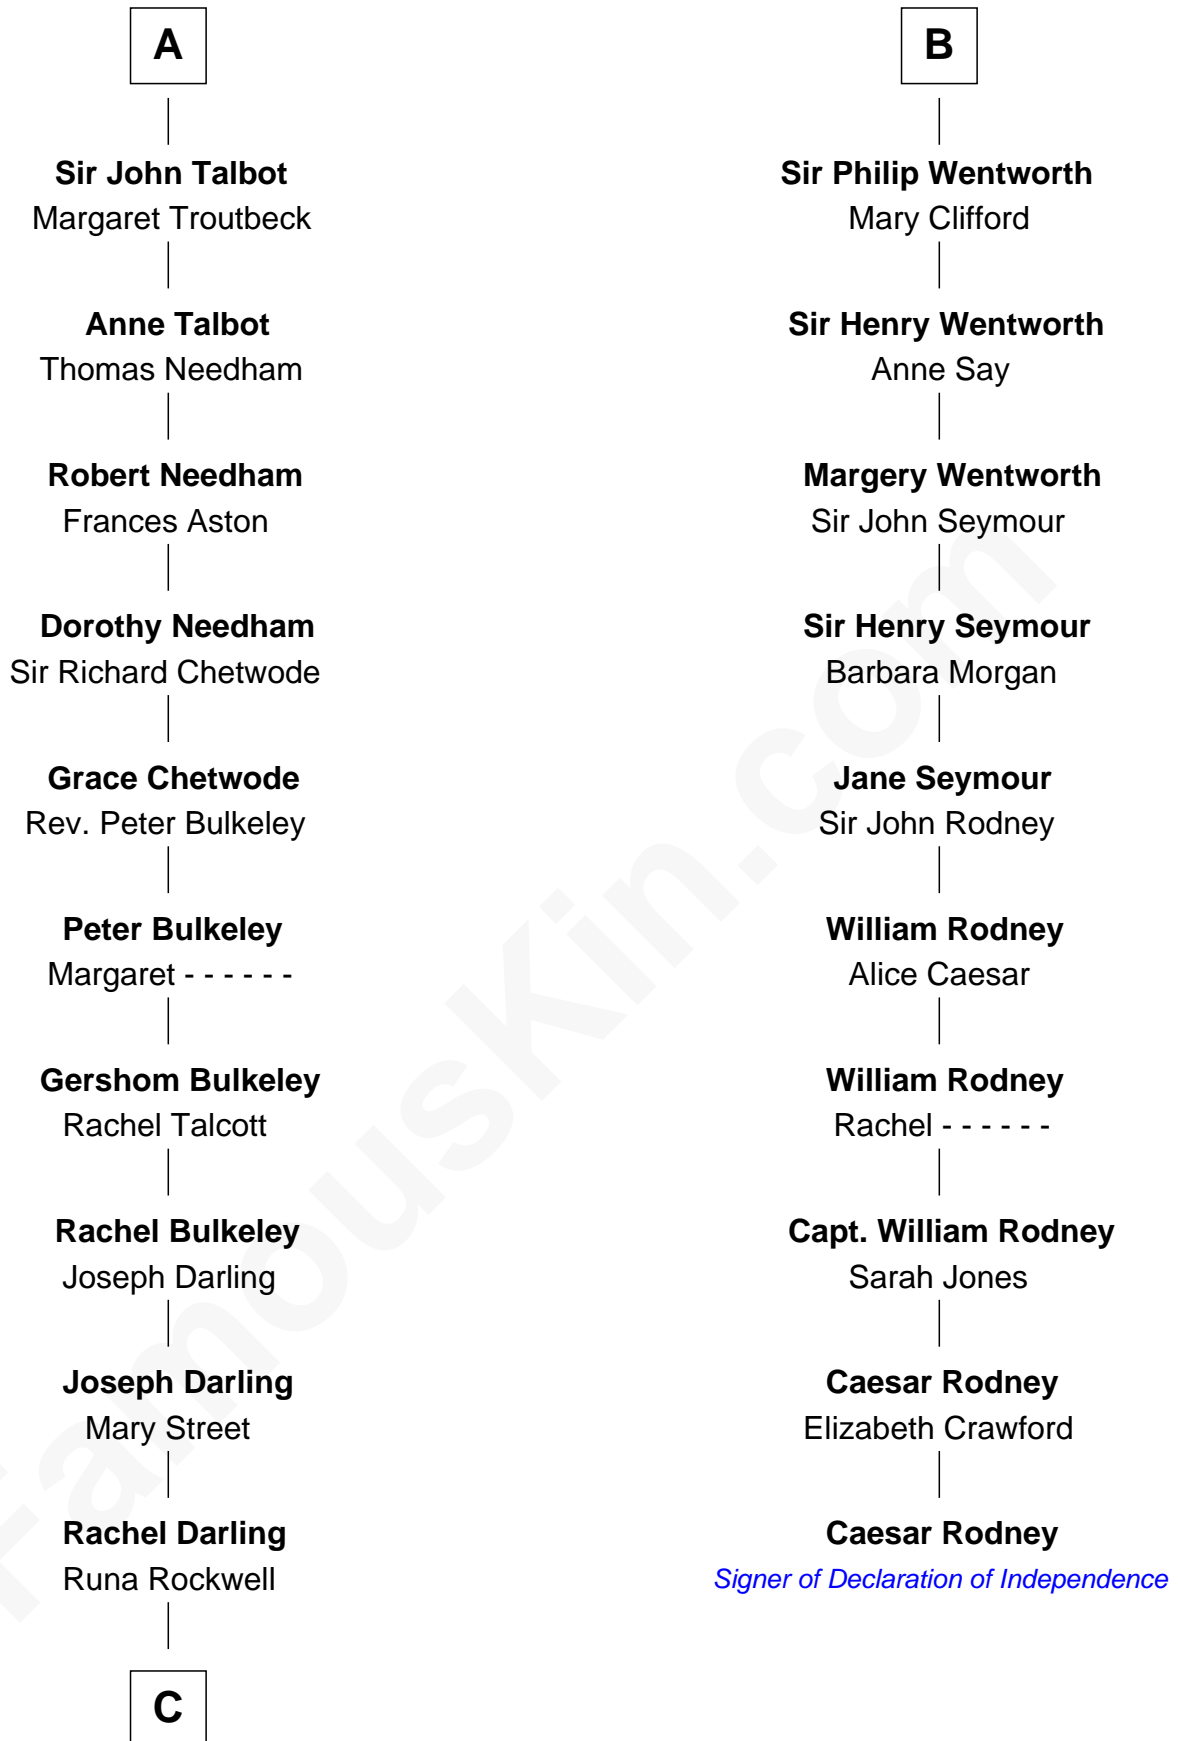 A
Sir John Talbot
Margaret Troutbeck
Anne Talbot
Thomas Needham
Robert Needham
Frances Aston
Dorothy Needham
Sir Richard Chetwode
Grace Chetwode
Rev. Peter Bulkeley
Peter Bulkeley
Margaret - - - - - -
Gershom Bulkeley
Rachel Talcott
Rachel Bulkeley
Joseph Darling
Joseph Darling
Mary Street
Rachel Darling
Runa Rockwell
C
B
Sir Philip Wentworth
Mary Clifford
Sir Henry Wentworth
Anne Say
Margery Wentworth
Sir John Seymour
Sir Henry Seymour
Barbara Morgan
Jane Seymour
Sir John Rodney
William Rodney
Alice Caesar
William Rodney
Rachel - - - - - -
Capt. William Rodney
Sarah Jones
Caesar Rodney
Elizabeth Crawford
Caesar Rodney
Signer of Declaration of Independence
FamousKin.com